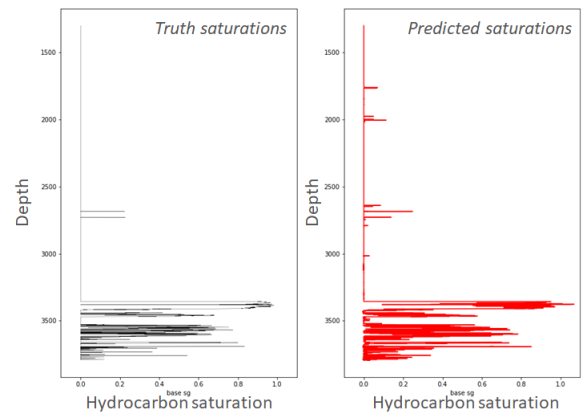 Truth saturations
Predicted saturations
1500
2000
2500
3000
3500
Depth
0.0 0.2 0.4 0.6 0.8 1.0
base sg
Hydrocarbon saturation
1500
2000
2500
3000
3500
Depth
0.0 0.2 0.4 0.6 0.8 1.0
base sg
Hydrocarbon saturation